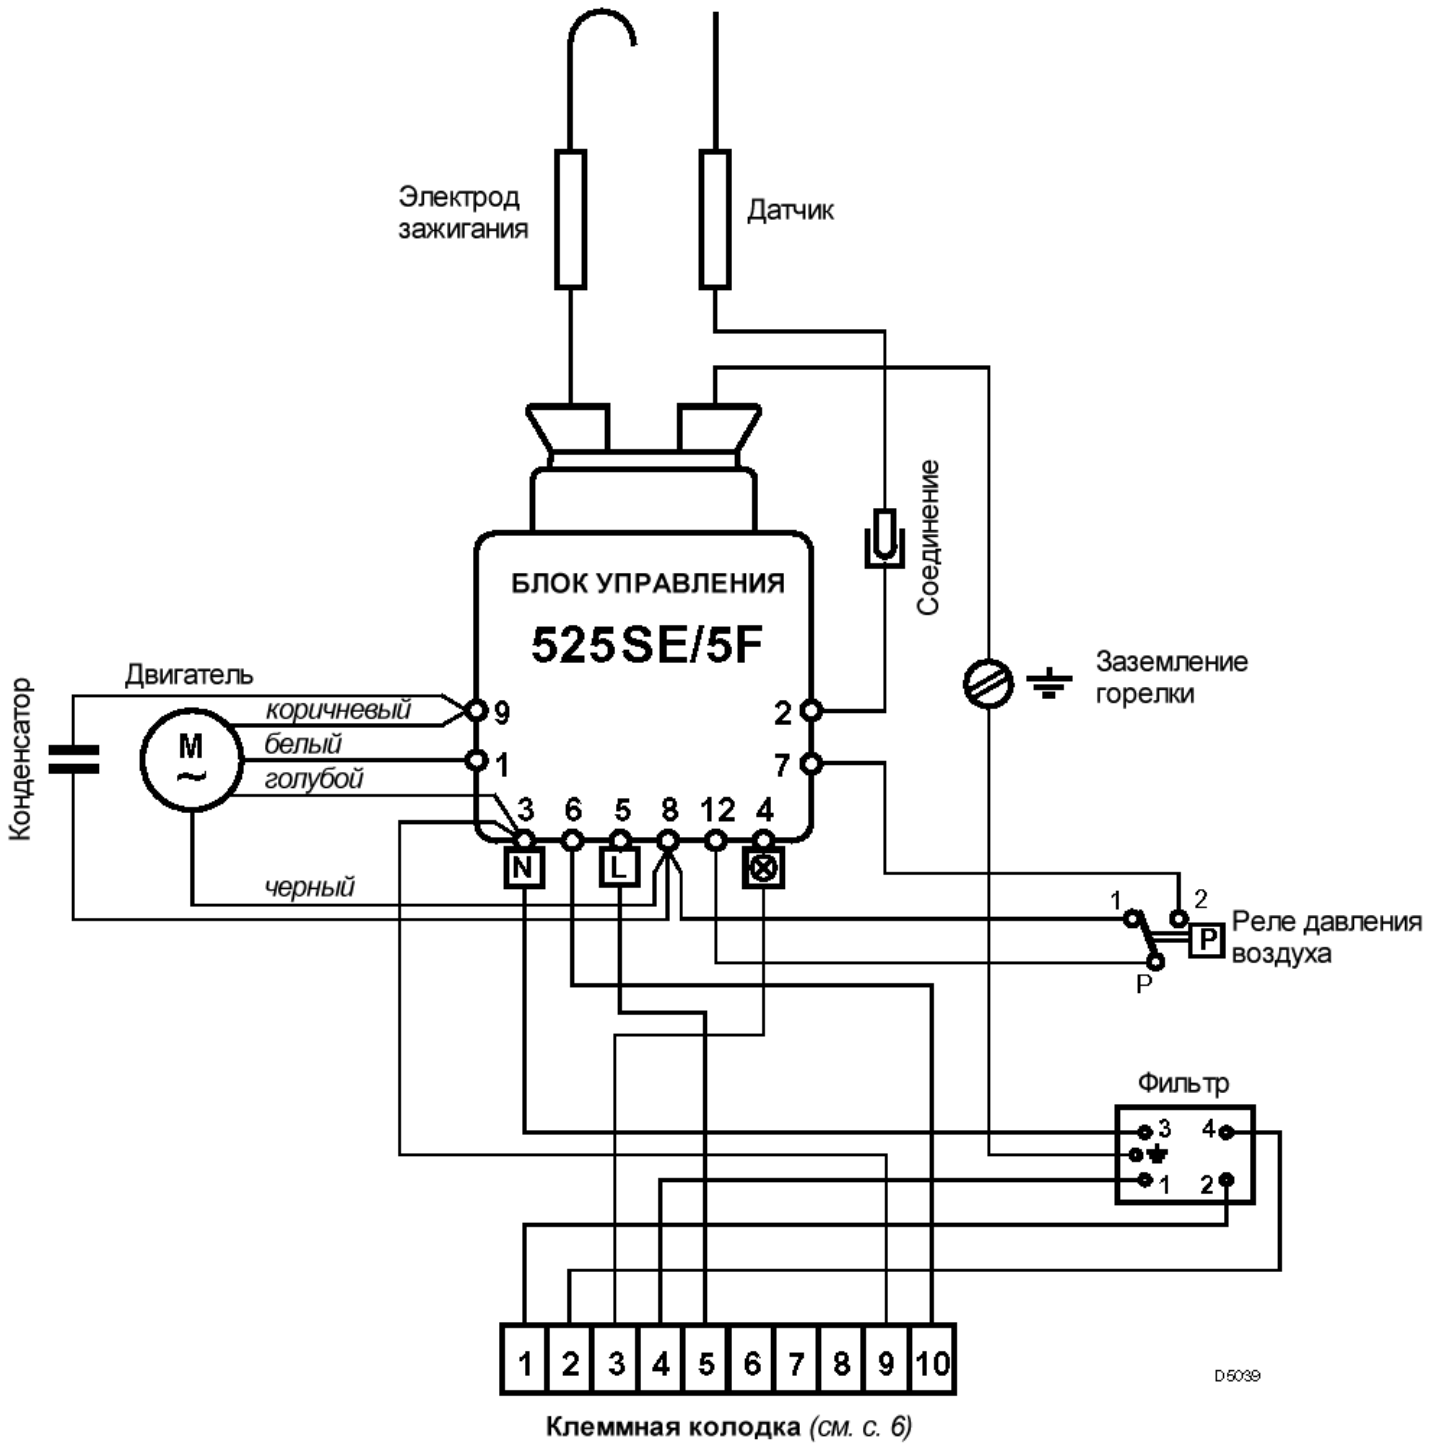 Электрод
зажигания
Датчик
Соединение
БЛОК УПРАВЛЕНИЯ
525SE/5F
Заземление
горелки
Двигатель
Конденсатор
коричневый
9
2
M
~
белый
1
7
голубой
3 6 5 8 12 4
N L
черный
1 2
P
Реле давления
воздуха
P
Фильтр
3 4
1 2
1 2 3 4 5 6 7 8 9 10
D5039
Клеммная колодка (см. с. 6)